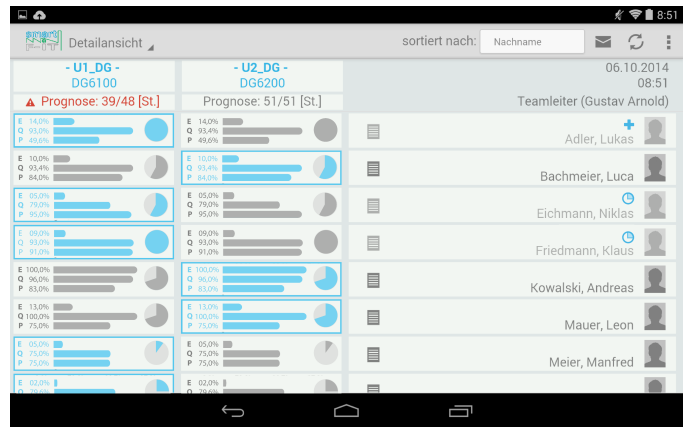 8:51
smart
F-IT
Detailansicht
sortiert nach:
Nachname
- U1_DG -
DG6100
Prognose: 39/48 [St.]
- U2_DG -
DG6200
Prognose: 51/51 [St.]
06.10.2014
08:51
Teamleiter (Gustav Arnold)
E 14,0%
Q 93,0%
P 49,6%
E 14,0%
Q 93,4%
P 49,6%
Adler, Lukas
E 10,0%
Q 93,4%
P 84,0%
E 10,0%
Q 93,4%
P 84,0%
Bachmeier, Luca
E 05,0%
Q 79,0%
P 95,0%
E 05,0%
Q 79,0%
P 95,0%
Eichmann, Niklas
E 09,0%
Q 93,0%
P 91,0%
E 09,0%
Q 93,0%
P 91,0%
Friedmann, Klaus
E 100,0%
Q 96,0%
P 83,0%
E 100,0%
Q 96,0%
P 83,0%
Kowalski, Andreas
E 13,0%
Q 100,0%
P 75,0%
E 13,0%
Q 100,0%
P 75,0%
Mauer, Leon
E 05,0%
Q 75,0%
P 75,0%
E 05,0%
Q 75,0%
P 75,0%
Meier, Manfred
E 02,0%
Q 79,6%
E 02,0%
Q 79,6%